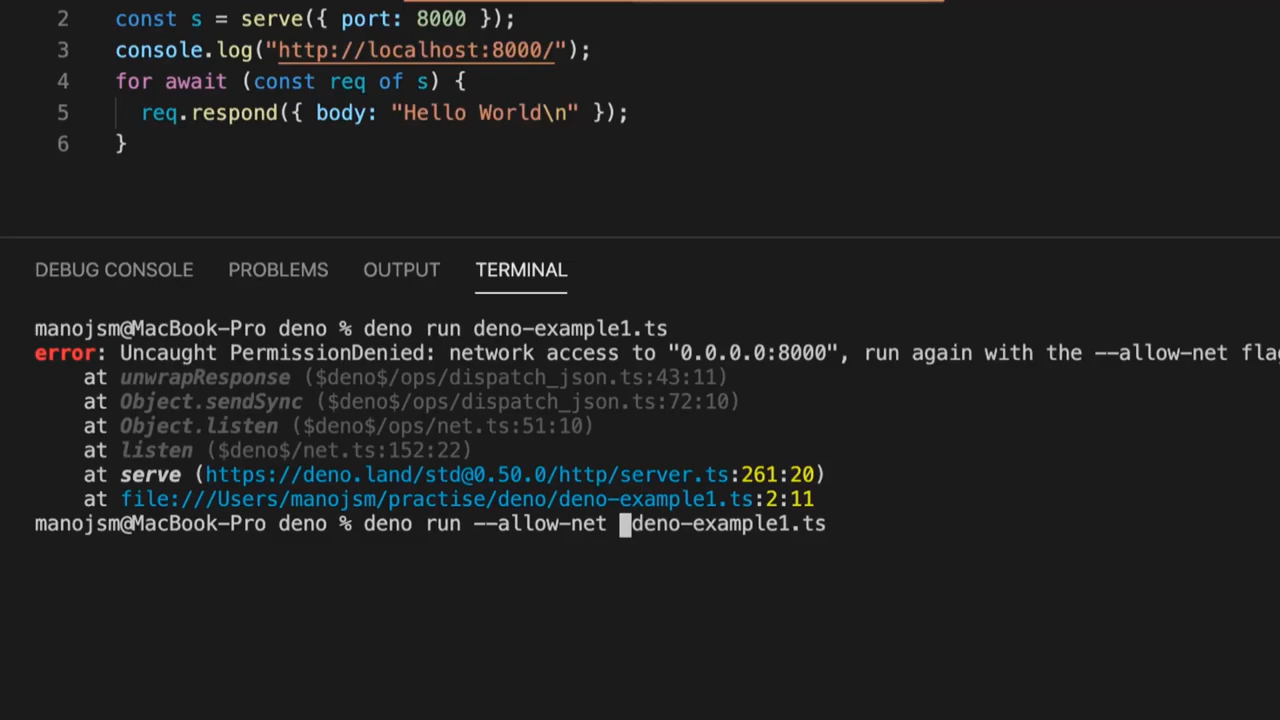 2 const s = serve({ port: 8000 });
3 console.log("http://localhost:8000/");
4 for await (const req of s) {
5 req.respond({ body: "Hello World\n" });
6 }
DEBUG CONSOLE PROBLEMS OUTPUT TERMINAL
manojsm@MacBook-Pro deno % deno run deno-example1.ts
error: Uncaught PermissionDenied: network access to "0.0.0.0:8000", run again with the --allow-net fla
at unwrapResponse ($deno$/ops/dispatch_json.ts:43:11)
at Object.sendSync ($deno$/ops/dispatch_json.ts:72:10)
at Object.listen ($deno$/ops/net.ts:51:10)
at listen ($deno$/net.ts:152:22)
at serve (https://deno.land/std@0.50.0/http/server.ts:261:20)
at file:///Users/manojsm/practise/deno/deno-example1.ts:2:11
manojsm@MacBook-Pro deno % deno run --allow-net deno-example1.ts